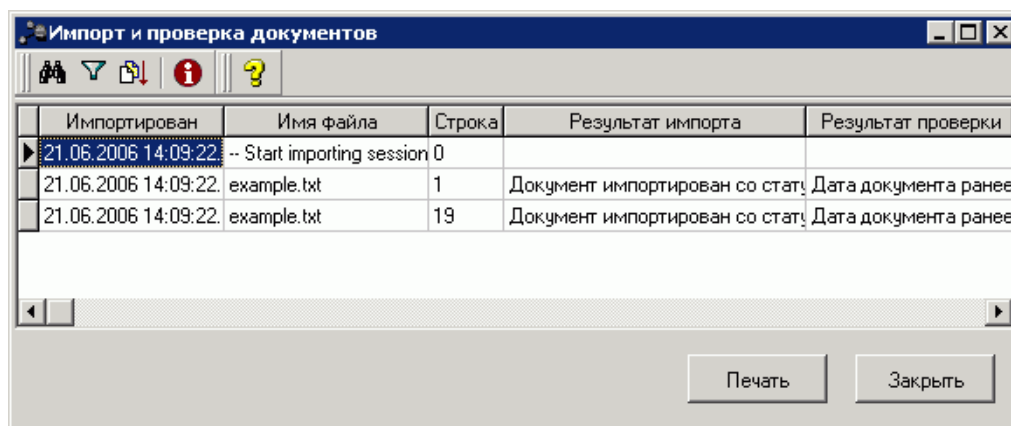 Импорт и проверка документов
Импортирован Имя файла Строка Результат импорта Результат проверки
21.06.2006 14:09:22. -- Start importing session 0
21.06.2006 14:09:22. example.txt 1 Документ импортирован со стату Дата документа ранее
21.06.2006 14:09:22. example.txt 19 Документ импортирован со стату Дата документа ранее
Печать Закрыть